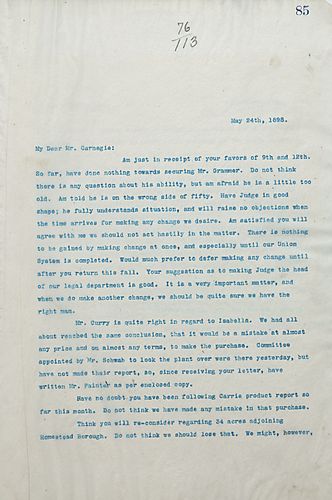 85
76
113
May 24th, 1898.
My Dear Mr. Carnegie:
Am just in receipt of your favors of 9th and 12th.
So far, have done nothing towards securing Mr. Grammer. Do not think
there is any question about his ability, but am afraid he is a little too
old. Am told he is on the wrong side of fifty. Have Judge in good
shape; he fully understands situation, and will raise no objections when
the time arrives for making any change we desire. Am satisfied you will
agree with me we should not act hastily in the matter. There is nothing
to be gained by making change at once, and especially until our Union
System is completed. Would much prefer to defer making any change until
after you return this fall. Your suggestion as to making Judge the head
of our legal department is good. It is a very important matter, and
when we do make another change, we should be quite sure we have the
right man.
Mr. Curry is quite right in regard to Isabella. We had all
about reached the same conclusion, that it would be a mistake at almost
any price and on almost any terms, to make the purchase. Committee
appointed by Mr. Schwab to look the plant over were there yesterday, but
have not made their report, so, since receiving your letter, have
written Mr. Painter as per enclosed copy.
Have no doubt you have been following Carrie product report so
far this month. Do not think we have made any mistake in that purchase.
Think you will re-consider regarding 34 acres adjoining
Homestead Borough. Do not think we should lose that. We might, however,